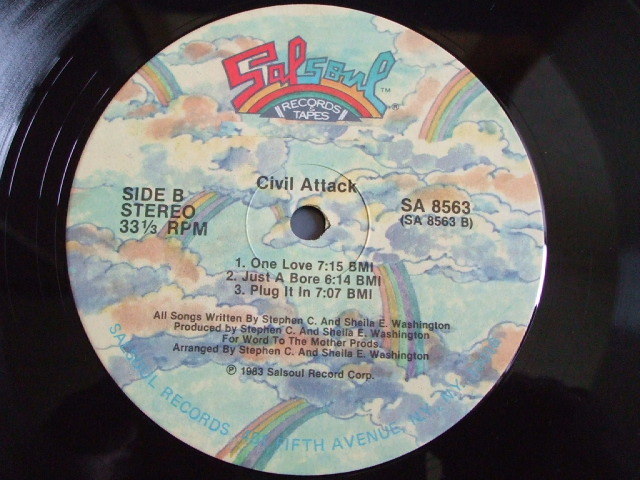 Salsoul TM
RECORDS & TAPES ®
Civil Attack
SIDE B
STEREO
33⅓ RPM
SA 8563
(SA 8563 B)
1. One Love 7:15 BMI
2. Just A Bore 6:14 BMI
3. Plug It In 7:07 BMI
All Songs Written By Stephen C. And Sheila E. Washington
Produced by Stephen C. And Sheila E. Washington
For Word To The Mother Prods.
Arranged By Stephen C. And Sheila E. Washington
℗ 1983 Salsoul Record Corp.
SALSOUL RECORDS FIFTH AVENUE, NY, NY